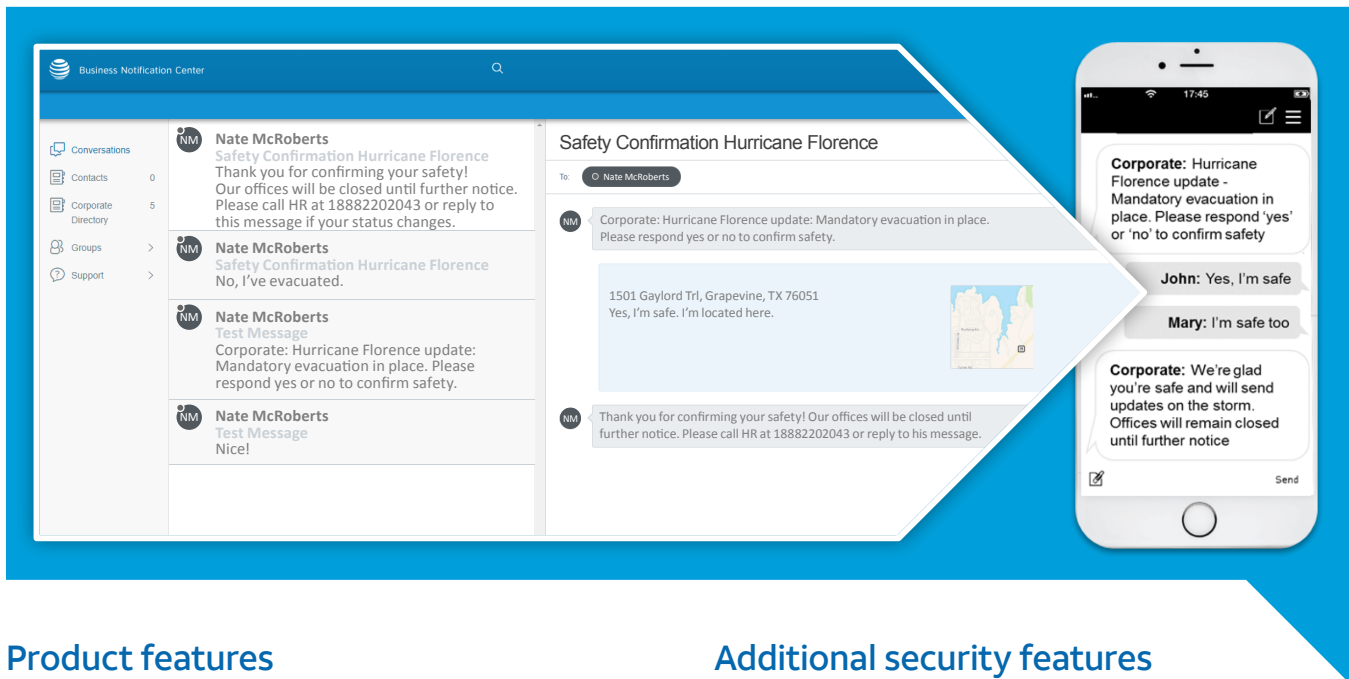 Business Notification Center
Conversations
Contacts 0
Corporate 5
Directory
Groups >
Support >
NM
Nate McRoberts
Safety Confirmation Hurricane Florence
Thank you for confirming your safety!
Our offices will be closed until further notice.
Please call HR at 18882202043 or reply to
this message if your status changes.
NM
Nate McRoberts
Safety Confirmation Hurricane Florence
No, I've evacuated.
NM
Nate McRoberts
Test Message
Corporate: Hurricane Florence update:
Mandatory evacuation in place. Please
respond yes or no to confirm safety.
NM
Nate McRoberts
Test Message
Nice!
Safety Confirmation Hurricane Florence
To: Nate McRoberts
NM
Corporate: Hurricane Florence update: Mandatory evacuation in place.
Please respond yes or no to confirm safety.
1501 Gaylord Trl, Grapevine, TX 76051
Yes, I'm safe. I'm located here.
NM
Thank you for confirming your safety! Our offices will be closed until
further notice. Please call HR at 18882202043 or reply to his message.
17:45
Corporate: Hurricane
Florence update -
Mandatory evacuation in
place. Please respond ‘yes’
or ‘no’ to confirm safety
John: Yes, I'm safe
Mary: I'm safe too
Corporate: We're glad
you're safe and will send
updates on the storm.
Offices will remain closed
until further notice
Send
Product features
Additional security features